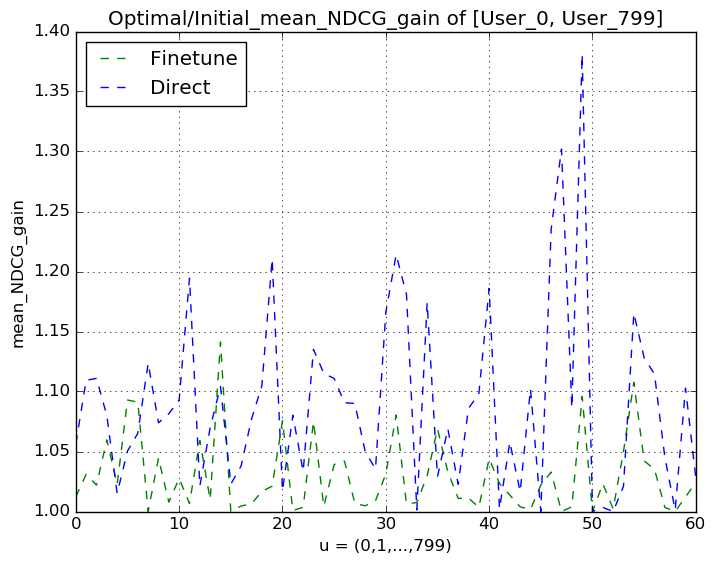 Optimal/Initial_mean_NDCG_gain of [User_0, User_799]
Finetune
Direct
mean_NDCG_gain
1.40
1.35
1.30
1.25
1.20
1.15
1.10
1.05
1.00
0 10 20 30 40 50 60
u = (0,1,...,799)